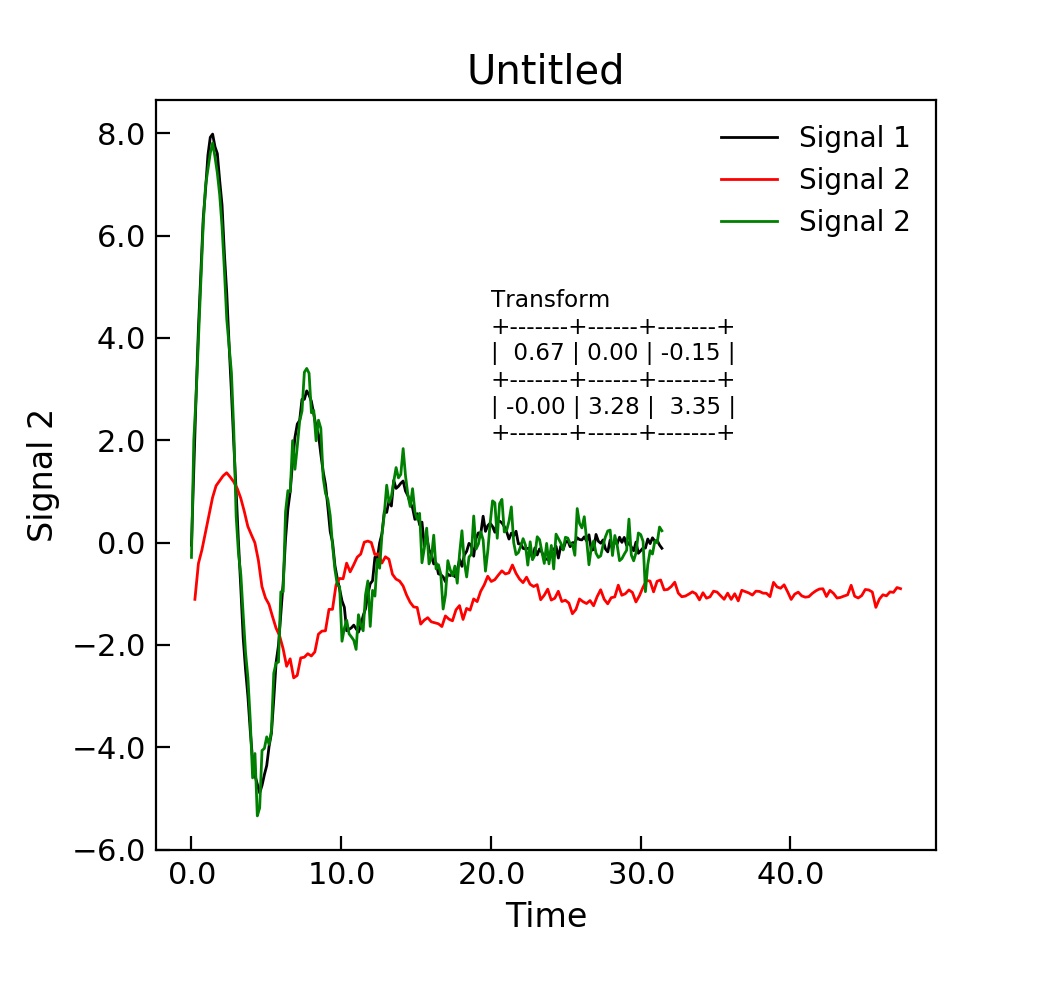 Untitled
8.0
6.0
4.0
2.0
0.0
−2.0
−4.0
−6.0
Signal 2
Signal 1
Signal 2
Signal 2
Transform
+-------+------+-------+
|  0.67 | 0.00 | -0.15 |
+-------+------+-------+
| -0.00 | 3.28 |  3.35 |
+-------+------+-------+
0.0 10.0 20.0 30.0 40.0
Time